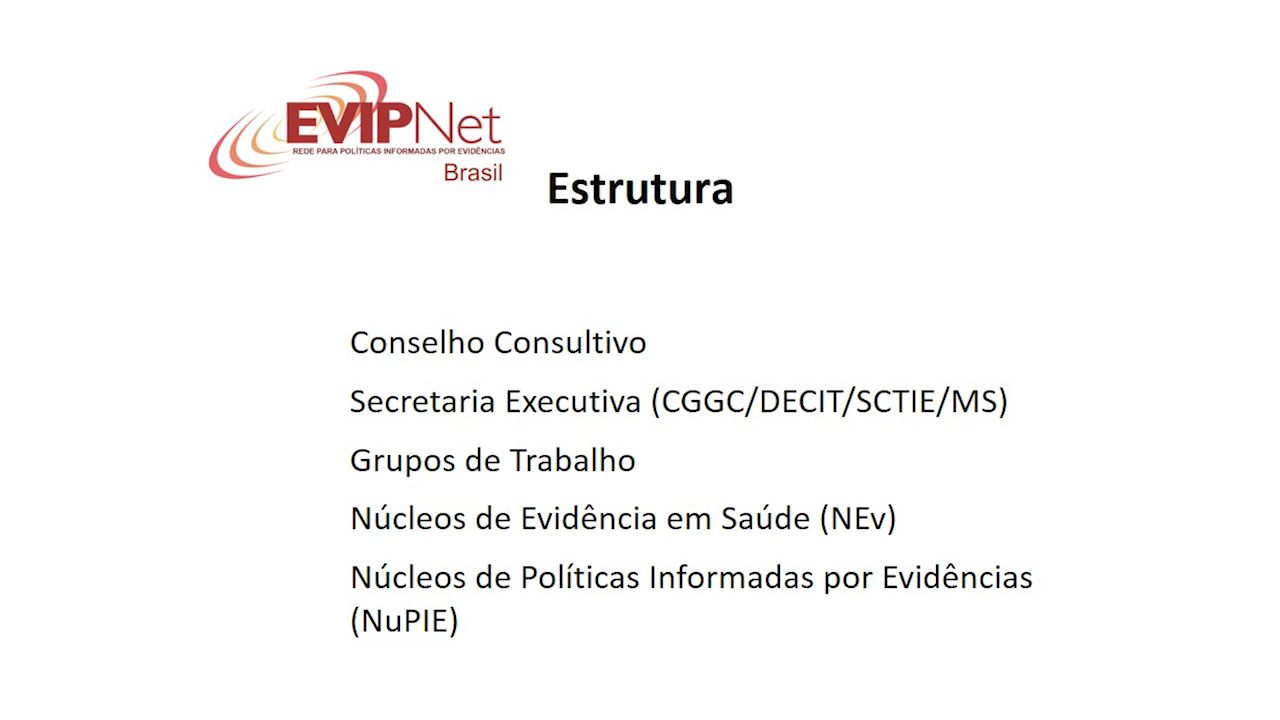 EVIPNet
REDE PARA POLÍTICAS INFORMADAS POR EVIDÊNCIAS
Brasil
Estrutura
Conselho Consultivo
Secretaria Executiva (CGGC/DECIT/SCTIE/MS)
Grupos de Trabalho
Núcleos de Evidência em Saúde (NEv)
Núcleos de Políticas Informadas por Evidências
(NuPIE)